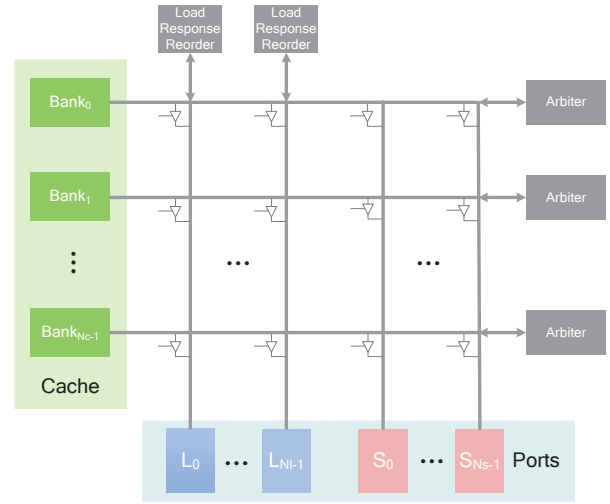 Load
Response
Reorder
Load
Response
Reorder
Bank0
Arbiter
Bank1
Arbiter
...
...
...
BankNc-1
Arbiter
Cache
L0
...
LNl-1
S0
...
SNs-1
Ports